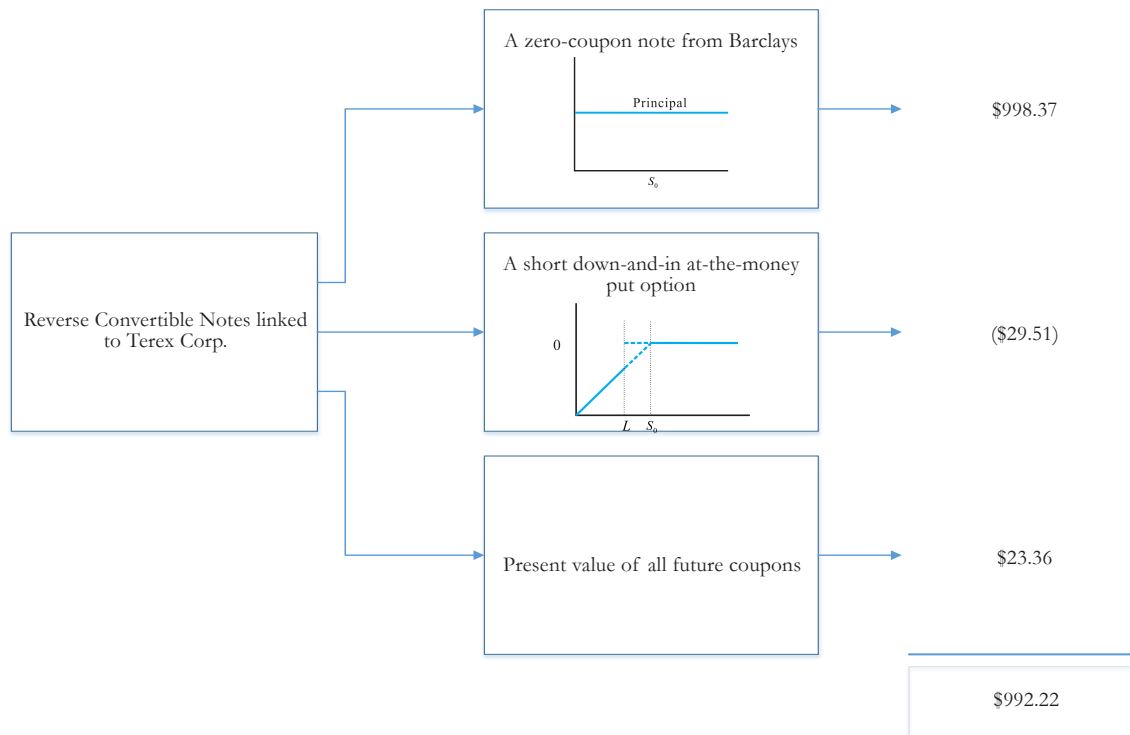 A zero-coupon note from Barclays
Principal
S0
$998.37
Reverse Convertible Notes linked
to Terex Corp.
A short down-and-in at-the-money
put option
0
L S0
($29.51)
Present value of all future coupons
$23.36
$992.22